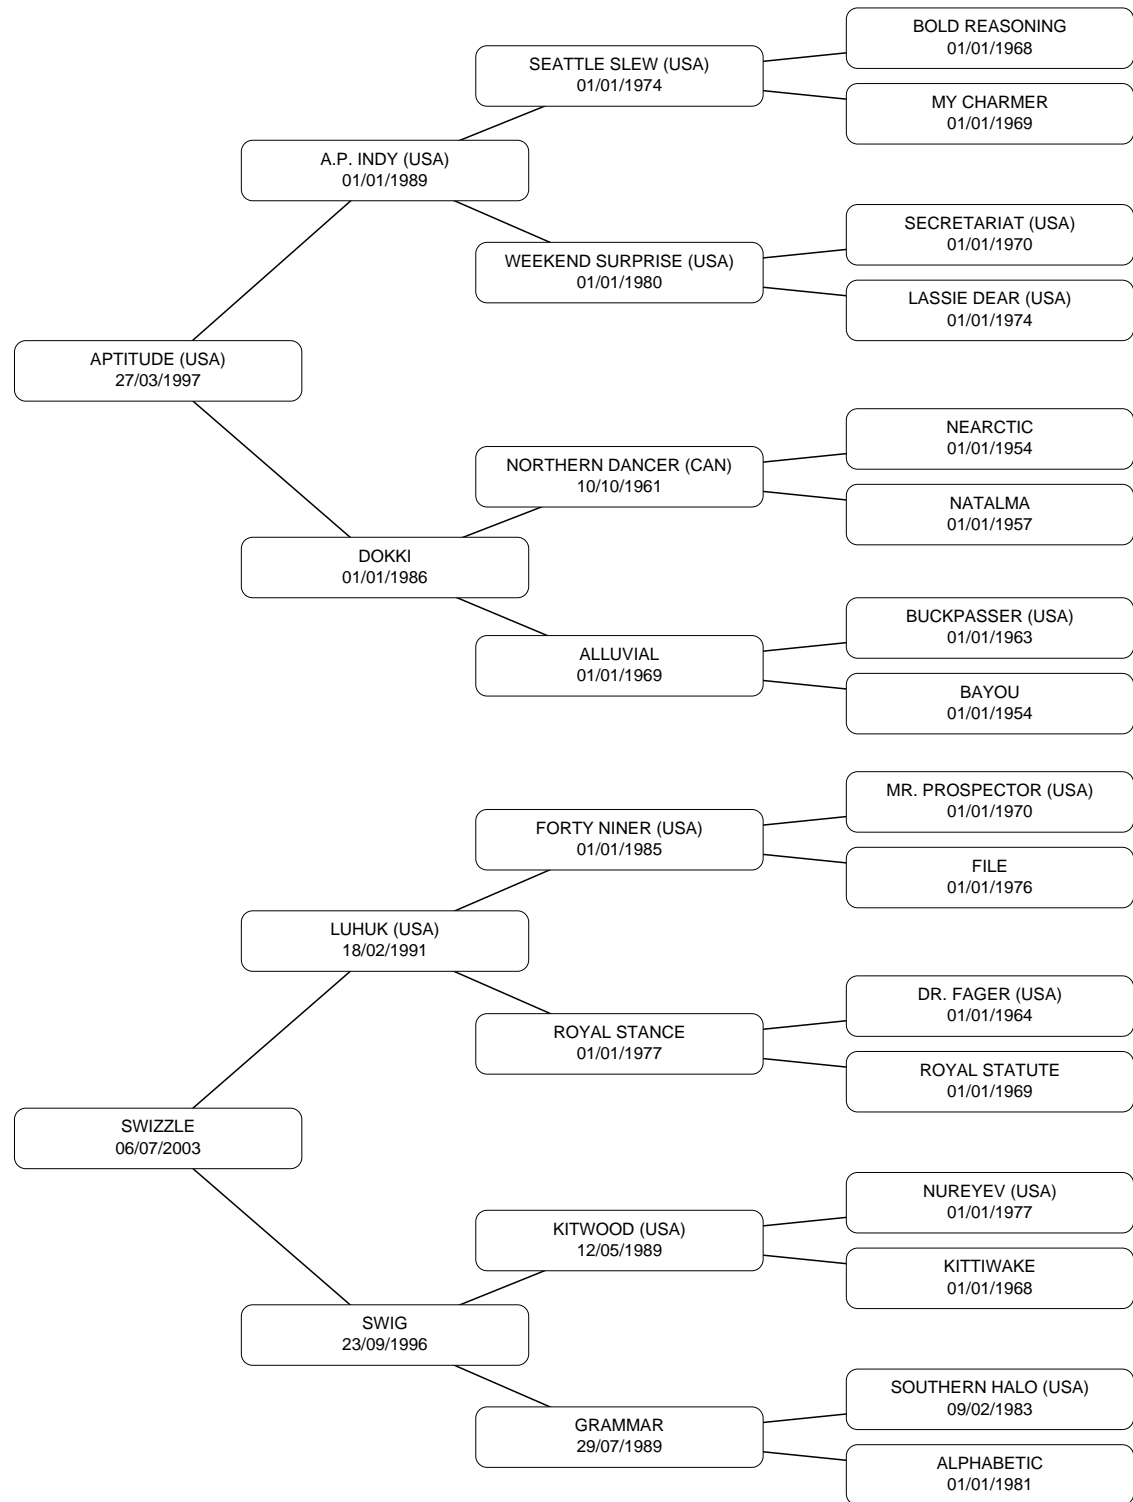 BOLD REASONING
01/01/1968
SEATTLE SLEW (USA)
01/01/1974
MY CHARMER
01/01/1969
A.P. INDY (USA)
01/01/1989
SECRETARIAT (USA)
01/01/1970
WEEKEND SURPRISE (USA)
01/01/1980
LASSIE DEAR (USA)
01/01/1974
APTITUDE (USA)
27/03/1997
NEARCTIC
01/01/1954
NORTHERN DANCER (CAN)
10/10/1961
NATALMA
01/01/1957
DOKKI
01/01/1986
BUCKPASSER (USA)
01/01/1963
ALLUVIAL
01/01/1969
BAYOU
01/01/1954
MR. PROSPECTOR (USA)
01/01/1970
FORTY NINER (USA)
01/01/1985
FILE
01/01/1976
LUHUK (USA)
18/02/1991
DR. FAGER (USA)
01/01/1964
ROYAL STANCE
01/01/1977
ROYAL STATUTE
01/01/1969
SWIZZLE
06/07/2003
NUREYEV (USA)
01/01/1977
KITWOOD (USA)
12/05/1989
KITTIWAKE
01/01/1968
SWIG
23/09/1996
SOUTHERN HALO (USA)
09/02/1983
GRAMMAR
29/07/1989
ALPHABETIC
01/01/1981